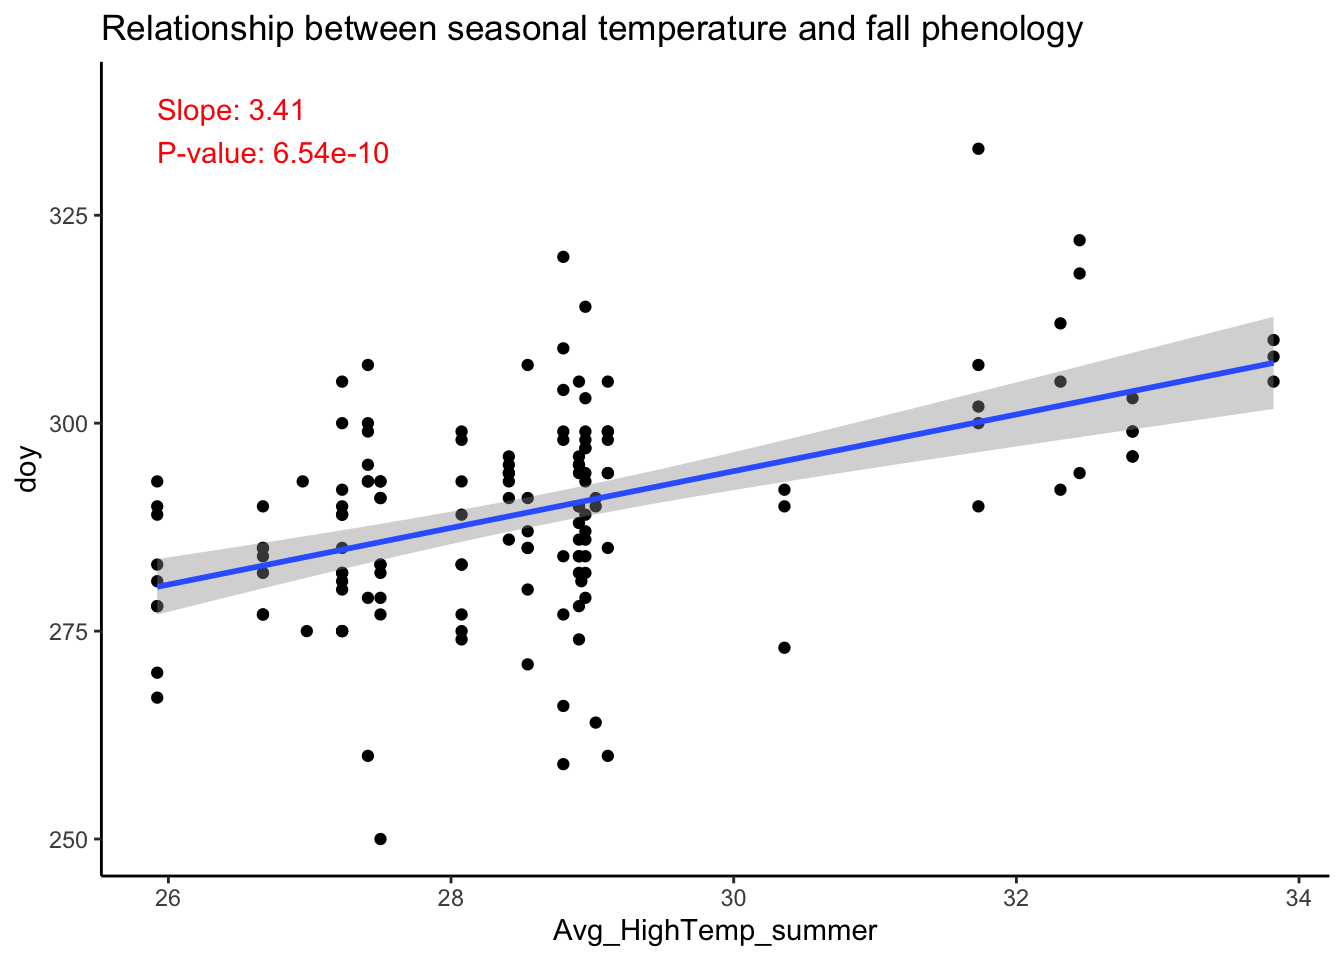 Relationship between seasonal temperature and fall phenology
Slope: 3.41
P-value: 6.54e-10
325
300
275
250
doy
26 28 30 32 34
Avg_HighTemp_summer